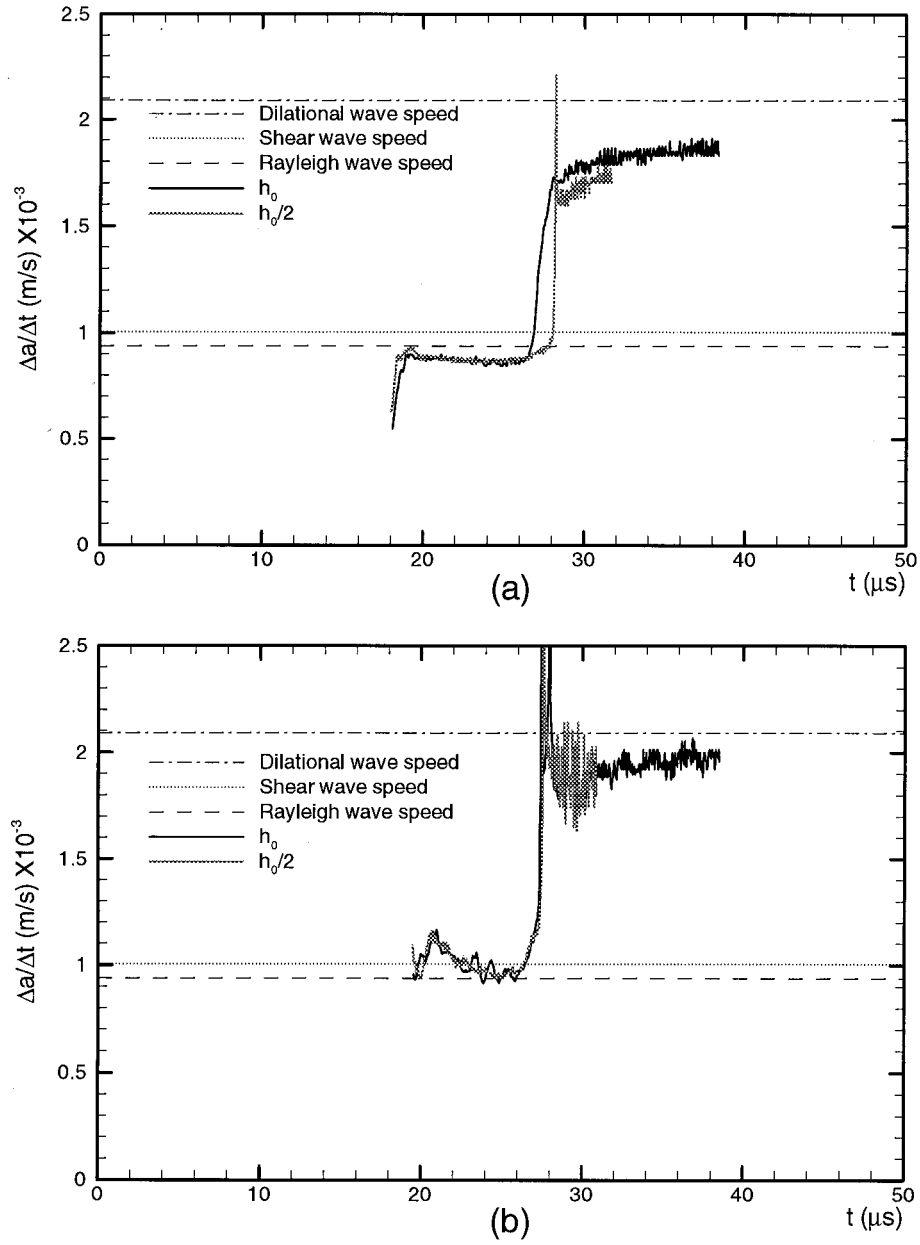 2.5
2
1.5
1
0.5
0
Δa/Δt (m/s) X10⁻³
Dilational wave speed
Shear wave speed
Rayleigh wave speed
h₀
h₀/2
0 10 20 30 40 50
(a)
t (μs)
2.5
2
1.5
1
0.5
0
Δa/Δt (m/s) X10⁻³
Dilational wave speed
Shear wave speed
Rayleigh wave speed
h₀
h₀/2
0 10 20 30 40 50
(b)
t (μs)